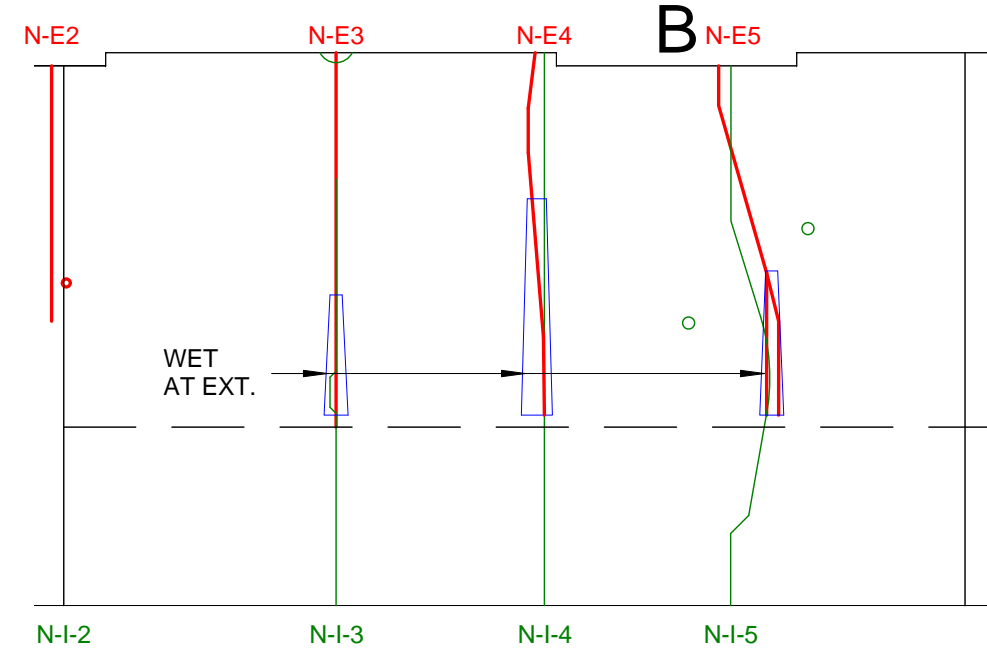 N-E2
N-E3
N-E4
B
N-E5
WET
AT EXT.
N-I-2
N-I-3
N-I-4
N-I-5